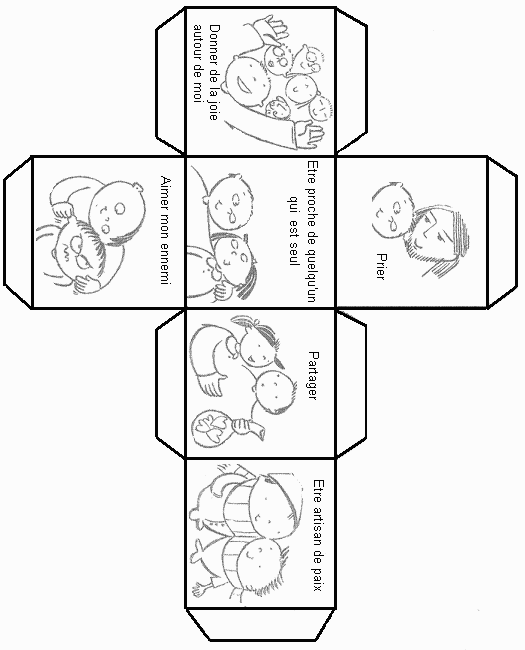 Donner de la joie
autour de moi
Aimer mon ennemi
Etre proche de quelqu'un
qui est seul
Prier
Partager
Etre artisan de paix